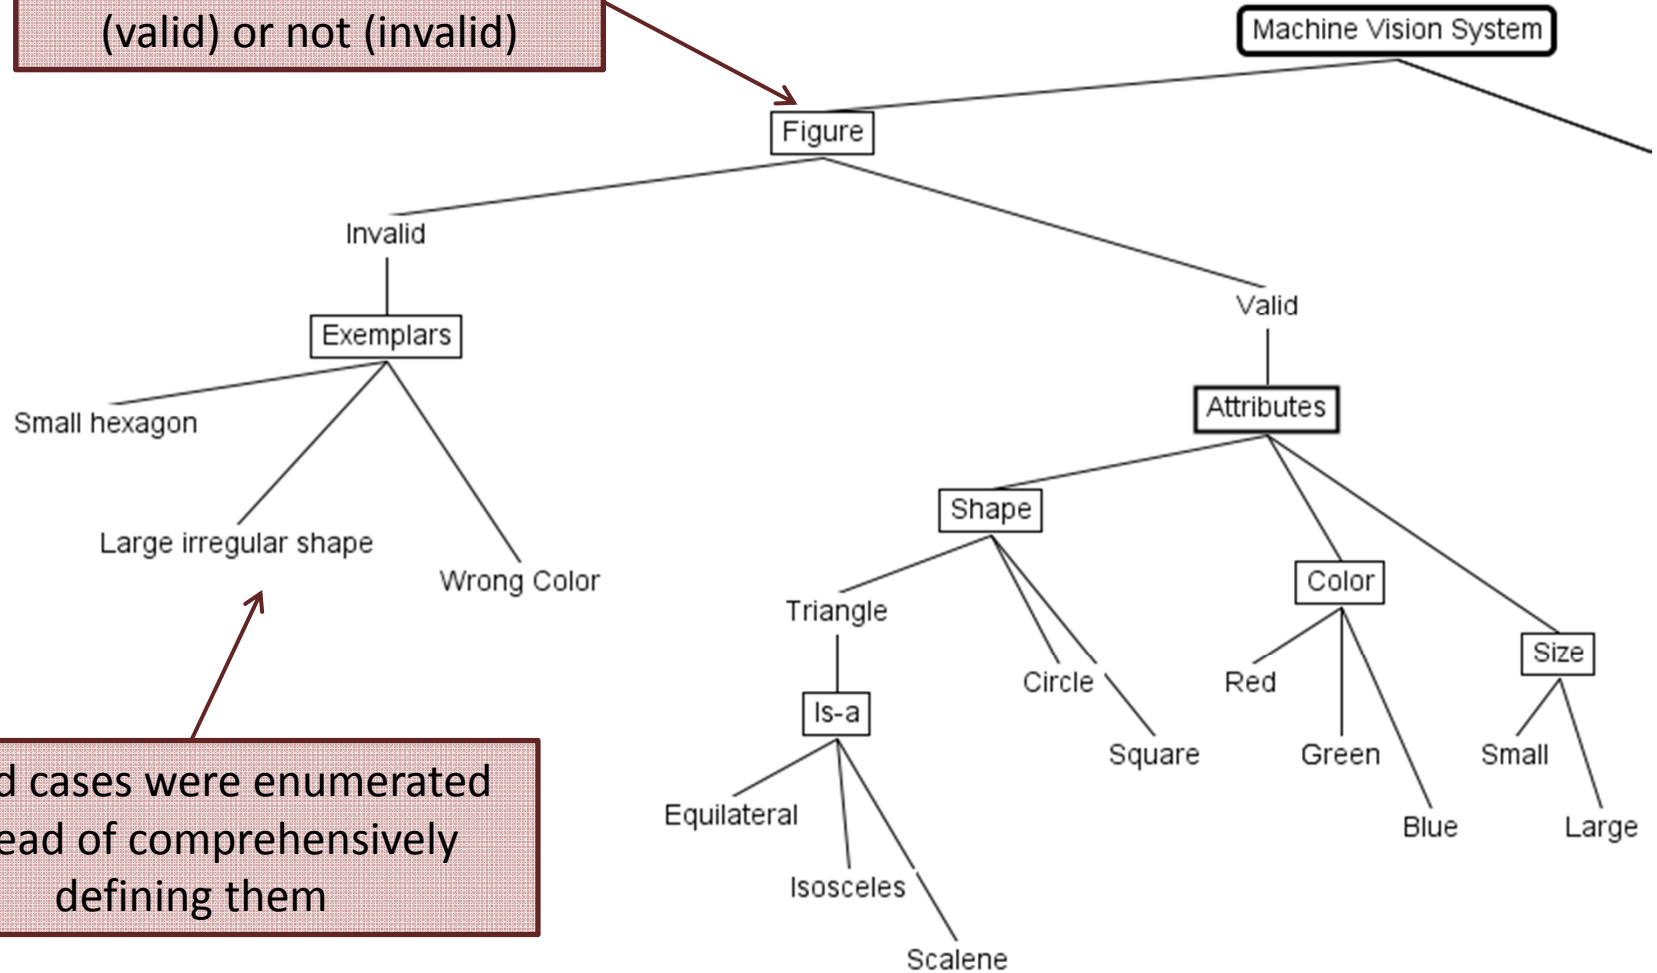 (valid) or not (invalid)
Machine Vision System
Figure
Invalid
Valid
Exemplars
Attributes
Small hexagon
Large irregular shape
Wrong Color
Shape
Color
Size
Triangle
Circle
Square
Red
Green
Blue
Small
Large
Is-a
Equilateral
Isosceles
Scalene
cases were enumerated
of comprehensively
defining them